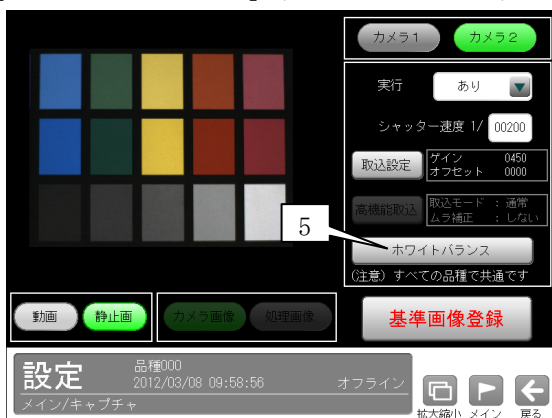 カメラ1 カメラ2
実行 あり
シャッター速度 1/ 00200
取込設定 ゲイン 0450
オフセット 0000
高機能取込 取込モード : 通常
ムラ補正 : しない
5
ホワイトバランス
(注意) すべての品種で共通です
動画 静止画 カメラ画像 処理画像 基準画像登録
設定 品種000
2012/03/08 09:58:56 オフライン
メイン/キャプチャ
拡大縮小 メイン 戻る